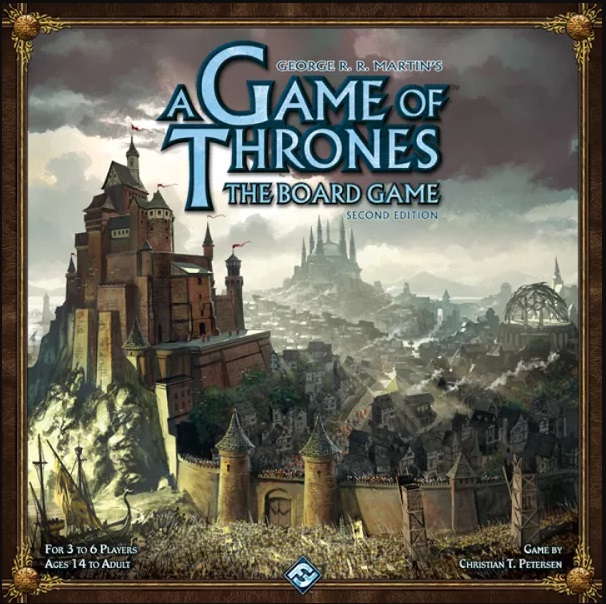 GEORGE R. R. MARTIN'S
A GAME OF
THRONES
THE BOARD GAME
SECOND EDITION
FOR 3 TO 6 PLAYERS
AGES 14 TO ADULT
GAME BY
CHRISTIAN T. PETERSEN